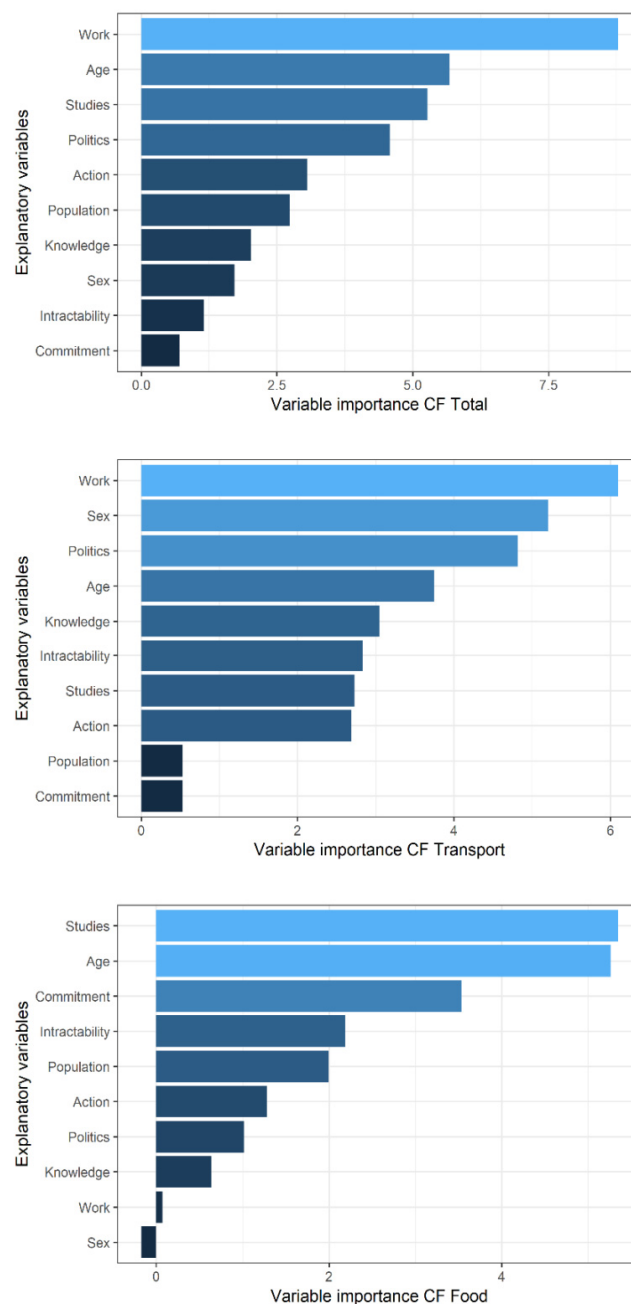 Work
Age
Studies
Politics
Action
Population
Knowledge
Sex
Intractability
Commitment
Explanatory variables
0.0 2.5 5.0 7.5
Variable importance CF Total
Work
Sex
Politics
Age
Knowledge
Intractability
Studies
Action
Population
Commitment
Explanatory variables
0 2 4 6
Variable importance CF Transport
Studies
Age
Commitment
Intractability
Population
Action
Politics
Knowledge
Work
Sex
Explanatory variables
0 2 4
Variable importance CF Food